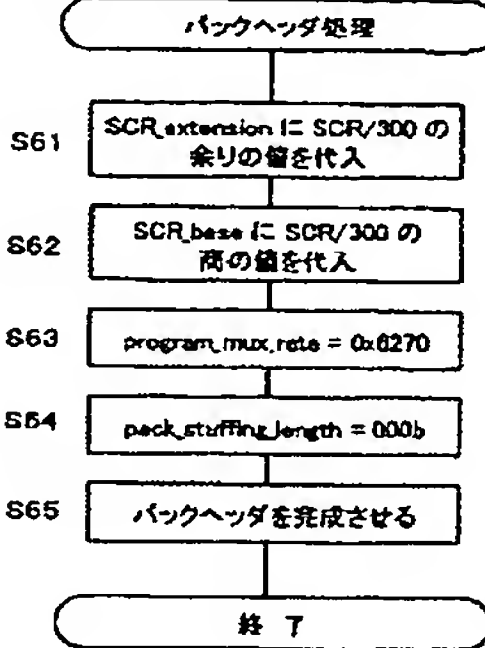 パックヘッダ処理
S61
SCR_extension に SCR/300 の
余りの値を代入
S62
SCR_base に SCR/300 の
商の値を代入
S63
program_mux_rate = 0x6270
S64
pack_stuffing_length = 000b
S65
パックヘッダを完成させる
終 了